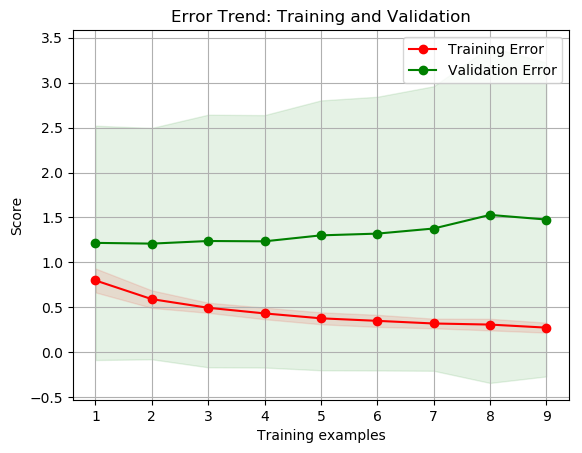 Error Trend: Training and Validation
Training Error
Validation Error
Score
3.5
3.0
2.5
2.0
1.5
1.0
0.5
0.0
−0.5
1 2 3 4 5 6 7 8 9
Training examples